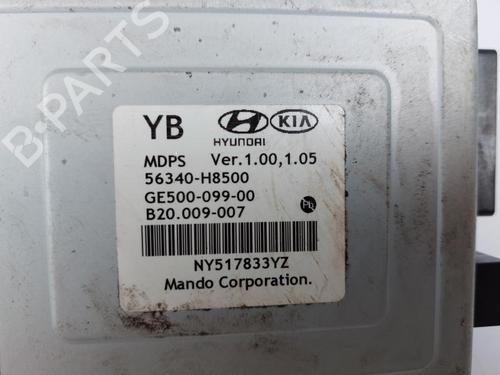 B-PARTS
YB
HYUNDAI
KIA
MDPS Ver.1.00,1.05
56340-H8500
GE500-099-00
B20.009-007
Pb
NY517833YZ
Mando Corporation.